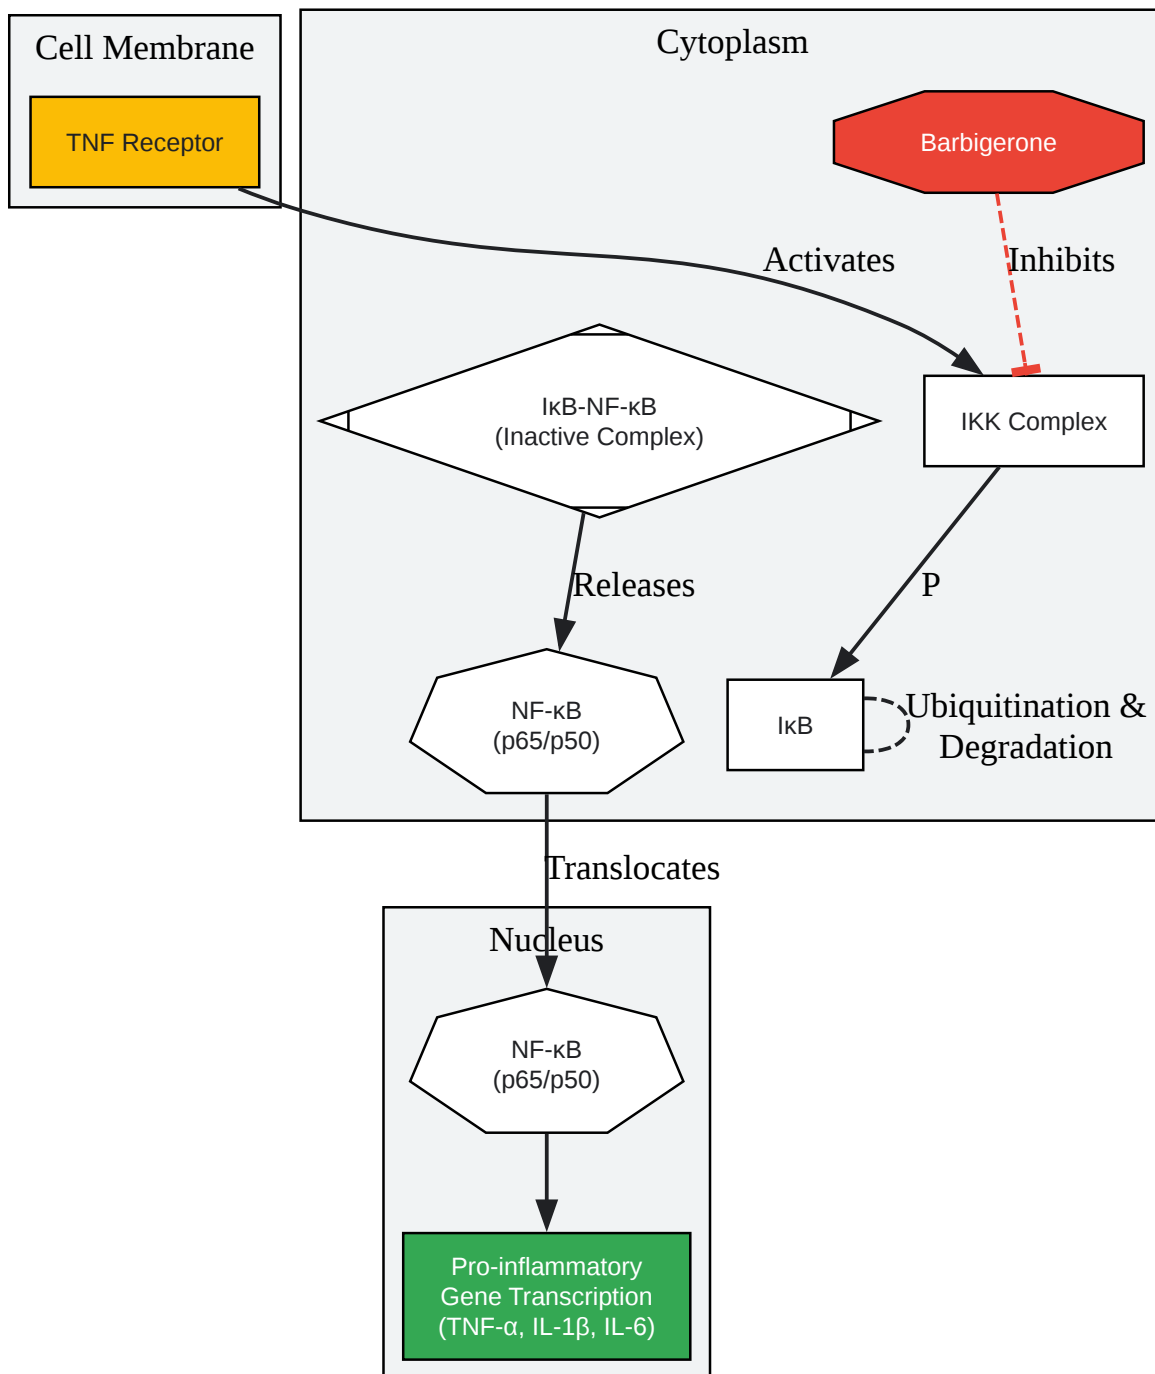 Cell Membrane
TNF Receptor
Cytoplasm
Barbigerone
Activates
Inhibits
IκB-NF-κB
(Inactive Complex)
IKK Complex
Releases
P
NF-κB
(p65/p50)
IκB
Ubiquitination &
Degradation
Translocates
Nucleus
NF-κB
(p65/p50)
Pro-inflammatory
Gene Transcription
(TNF-α, IL-1β, IL-6)